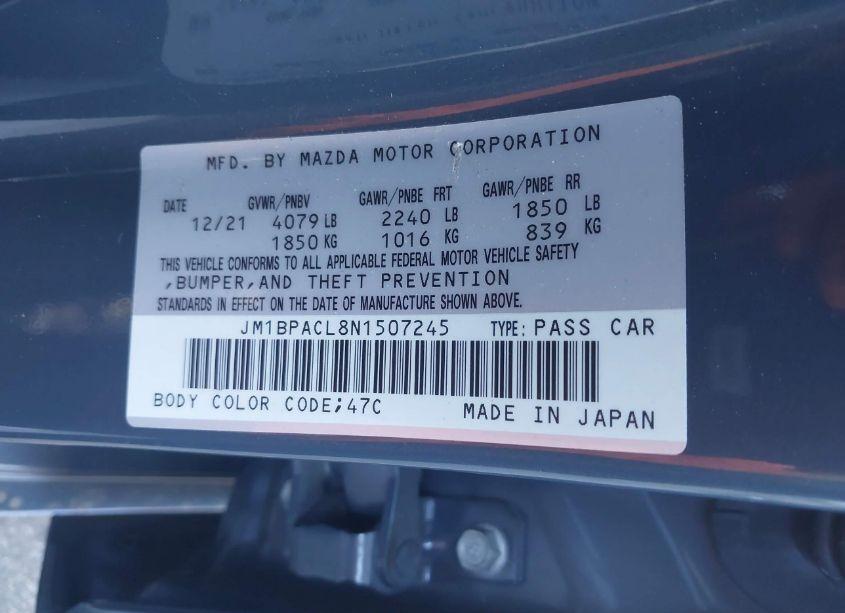 MFD. BY MAZDA MOTOR CORPORATION
DATE GVWR/PNBV GAWR/PNBE FRT GAWR/PNBE RR
12/21 4079 LB 2240 LB 1850 LB
1850 KG 1016 KG 839 KG
THIS VEHICLE CONFORMS TO ALL APPLICABLE FEDERAL MOTOR VEHICLE SAFETY
,BUMPER,AND THEFT PREVENTION
STANDARDS IN EFFECT ON THE DATE OF MANUFACTURE SHOWN ABOVE.
JM1BPACL8N1507245 TYPE: PASS CAR
BODY COLOR CODE;47C MADE IN JAPAN